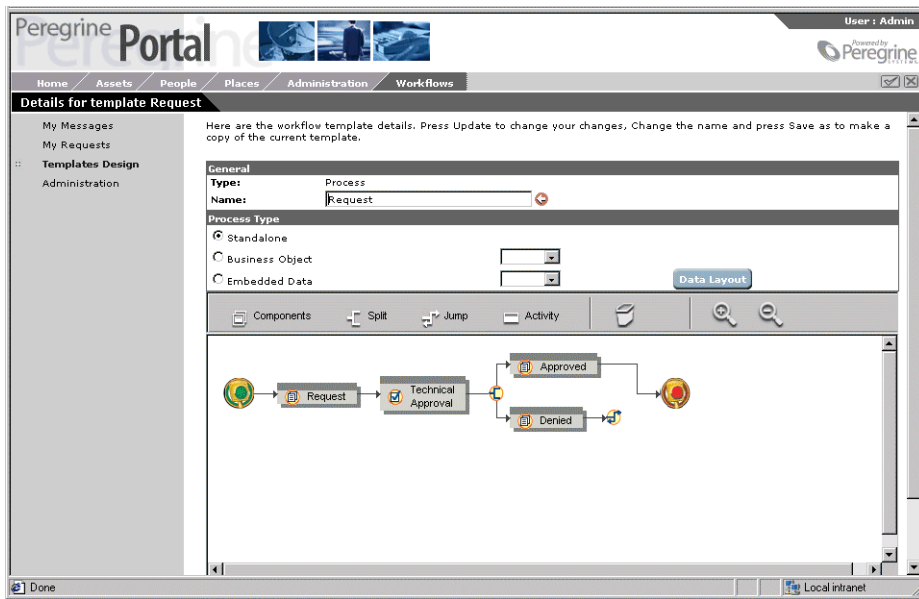 Peregrine Portal
User : Admin
Powered by
Peregrine
SYSTEMS
Home / Assets / People / Places / Administration / Workflows
Details for template Request
My Messages
My Requests
Templates Design
Administration
Here are the workflow template details. Press Update to change your changes, Change the name and press Save as to make a
copy of the current template.
General
Type: Process
Name: Request
Process Type
Standalone
Business Object
Embedded Data
Data Layout
Components Split Jump Activity
Request
Technical
Approval
Approved
Denied
Done
Local intranet